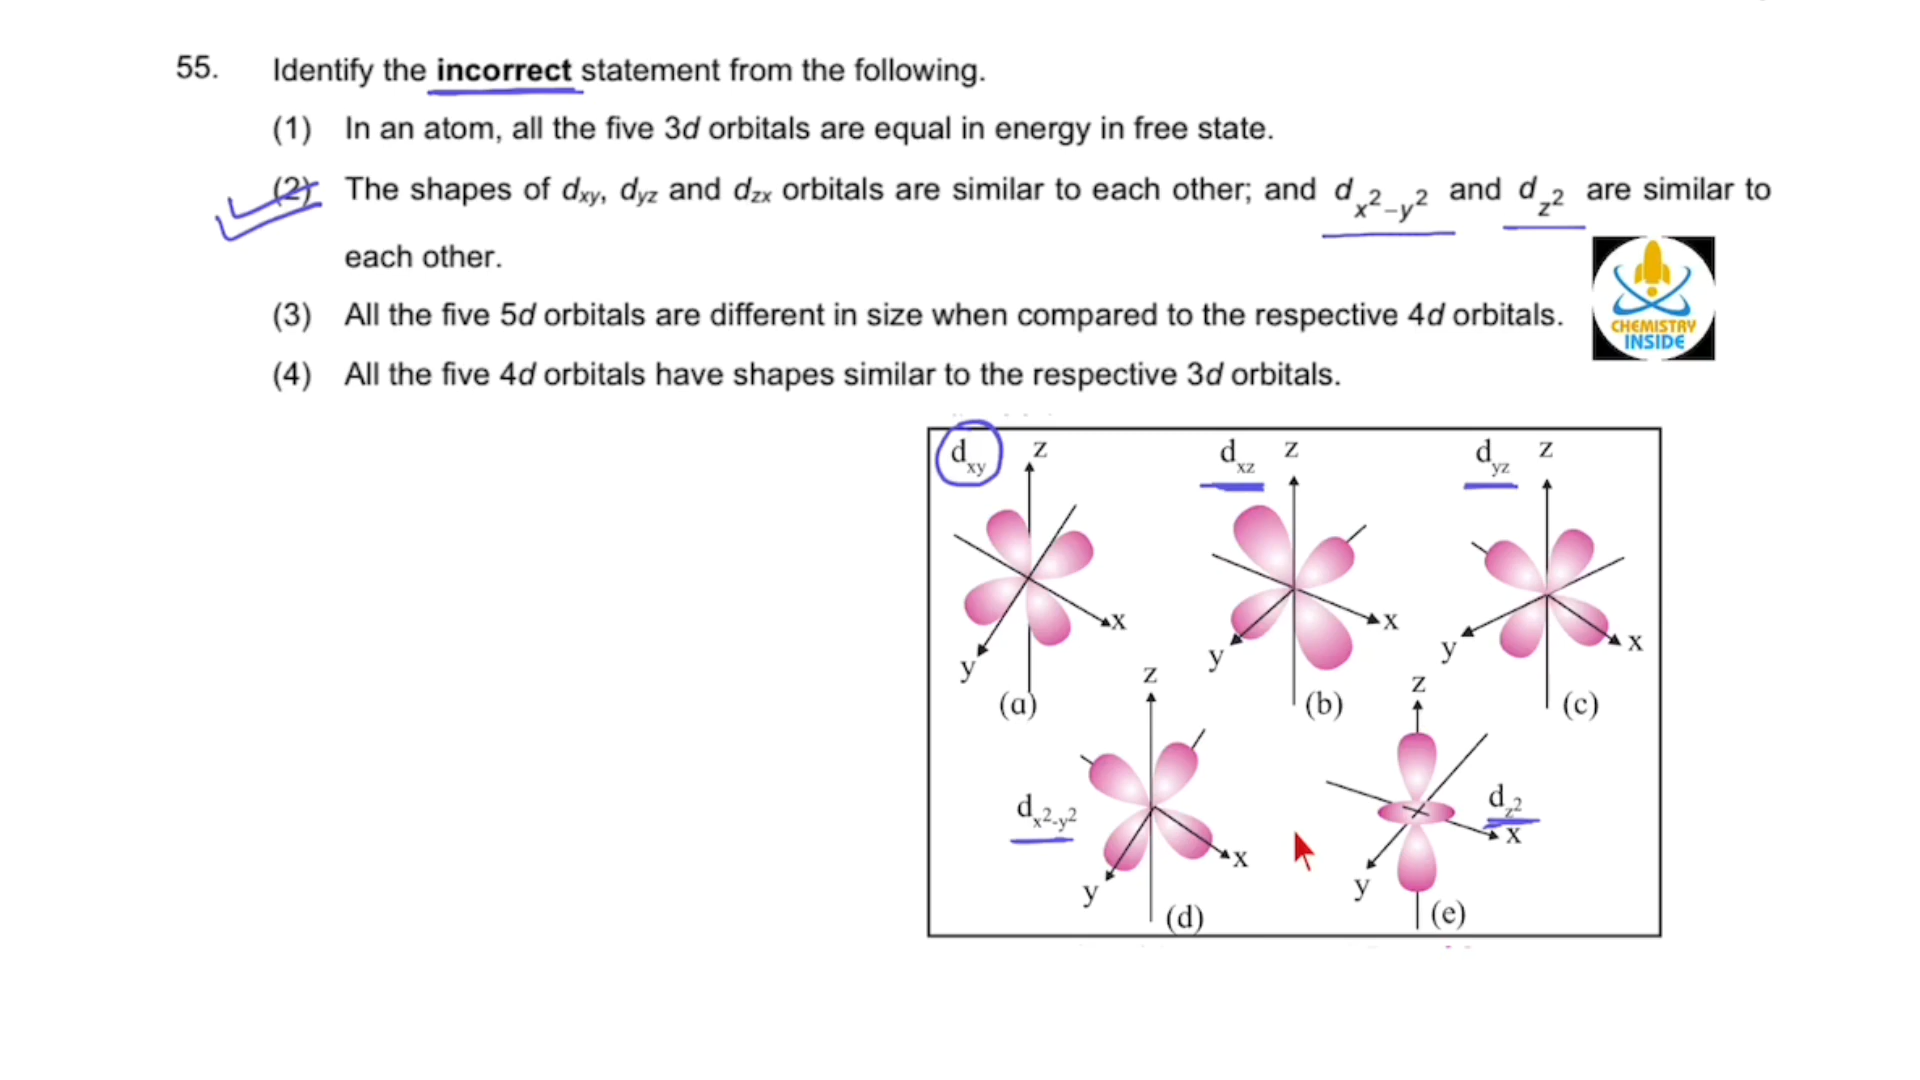 55. Identify the incorrect statement from the following.
(1) In an atom, all the five 3d orbitals are equal in energy in free state.
(2) The shapes of dxy, dyz and dzx orbitals are similar to each other; and d x²–y² and d z² are similar to
each other.
(3) All the five 5d orbitals are different in size when compared to the respective 4d orbitals.
(4) All the five 4d orbitals have shapes similar to the respective 3d orbitals.
CHEMISTRY
INSIDE
dxy z
x
y
(a)
dxz z
x
y
(b)
dyz z
x
y
(c)
z
dx²-y²
x
y
(d)
z
dz²
x
y
(e)